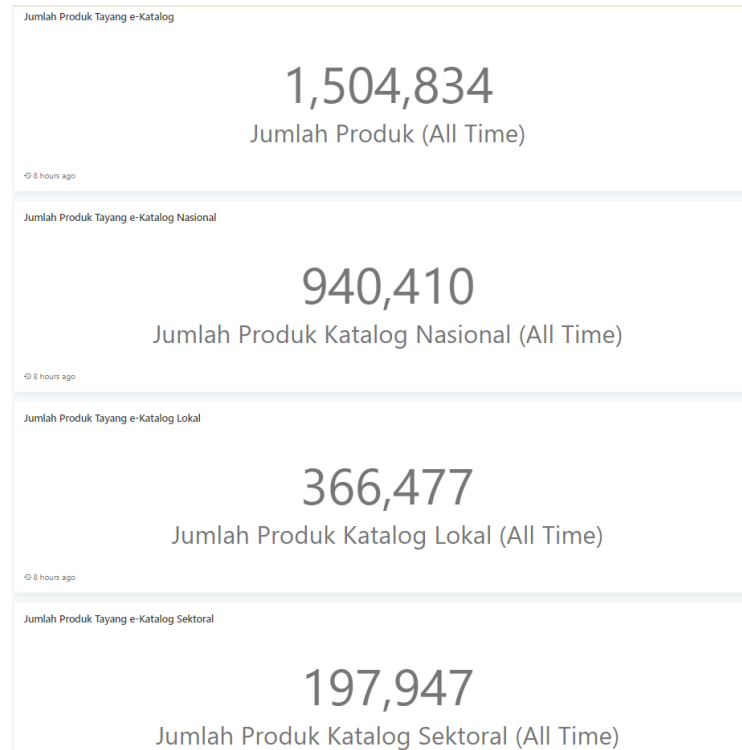 Jumlah Produk Tayang e-Katalog
1,504,834
Jumlah Produk (All Time)
8 hours ago
Jumlah Produk Tayang e-Katalog Nasional
940,410
Jumlah Produk Katalog Nasional (All Time)
8 hours ago
Jumlah Produk Tayang e-Katalog Lokal
366,477
Jumlah Produk Katalog Lokal (All Time)
8 hours ago
Jumlah Produk Tayang e-Katalog Sektoral
197,947
Jumlah Produk Katalog Sektoral (All Time)